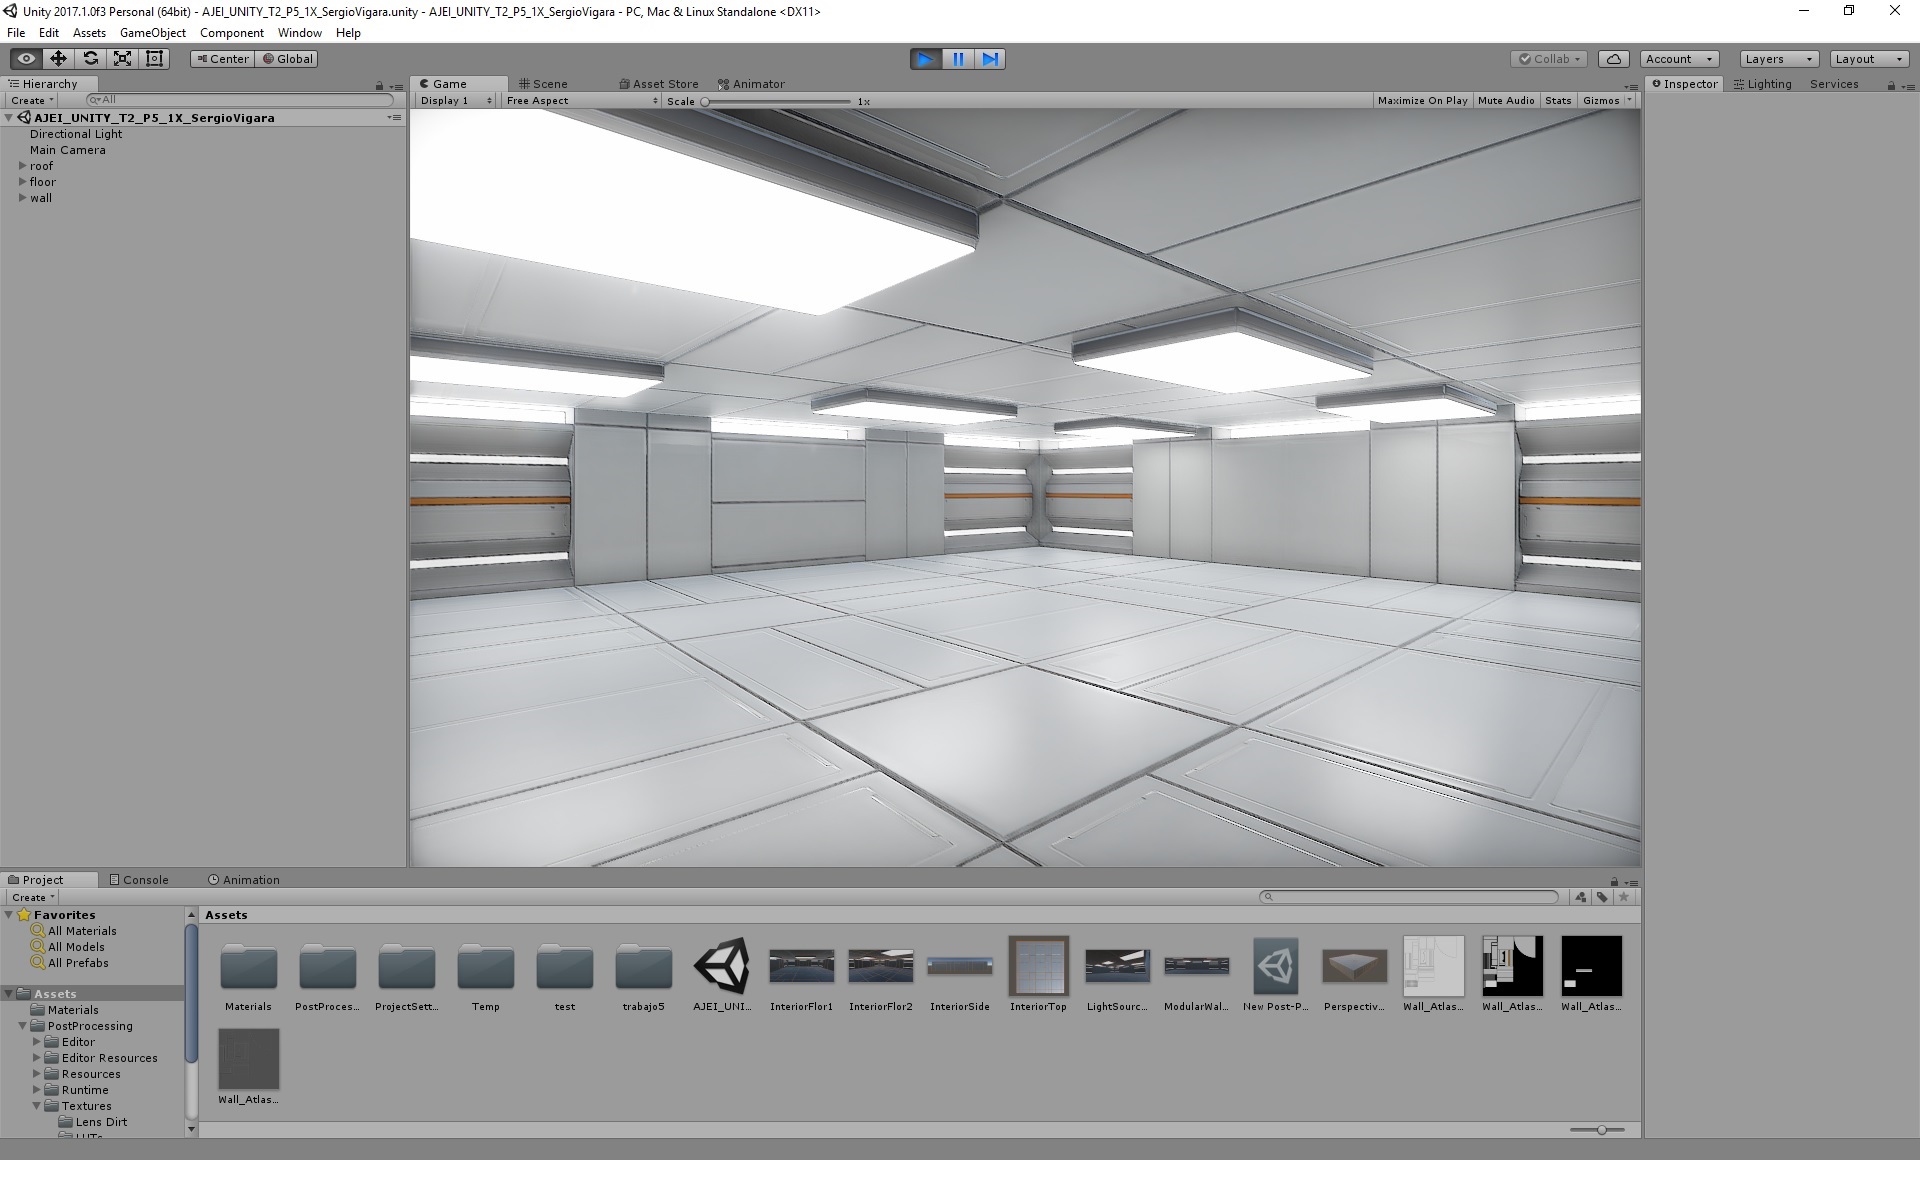 Unity 2017.1.0f3 Personal (64bit) - AJEI_UNITY_T2_P5_1X_SergioVigara.unity - AJEI_UNITY_T2_P5_1X_SergioVigara - PC, Mac & Linux Standalone <DX11>
File Edit Assets GameObject Component Window Help
Center Global Collab Account Layers Layout
Hierarchy
Create All
AJEI_UNITY_T2_P5_1X_SergioVigara
Directional Light
Main Camera
roof
floor
wall
Game Scene Asset Store Animator
Display 1 Free Aspect Scale 1x Maximize On Play Mute Audio Stats Gizmos
Inspector Lighting Services
Project Console Animation
Create
Favorites
All Materials
All Models
All Prefabs
Assets
Materials
PostProcessing
Editor
Editor Resources
Resources
Runtime
Textures
Lens Dirt
LUTs
Assets
Materials PostProces... ProjectSett... Temp test trabajo5 AJEI_UNI... InteriorFlor1 InteriorFlor2 InteriorSide InteriorTop LightSourc... ModularWal... New Post-P... Perspectiv... Wall_Atlas... Wall_Atlas... Wall_Atlas...
Wall_Atlas...